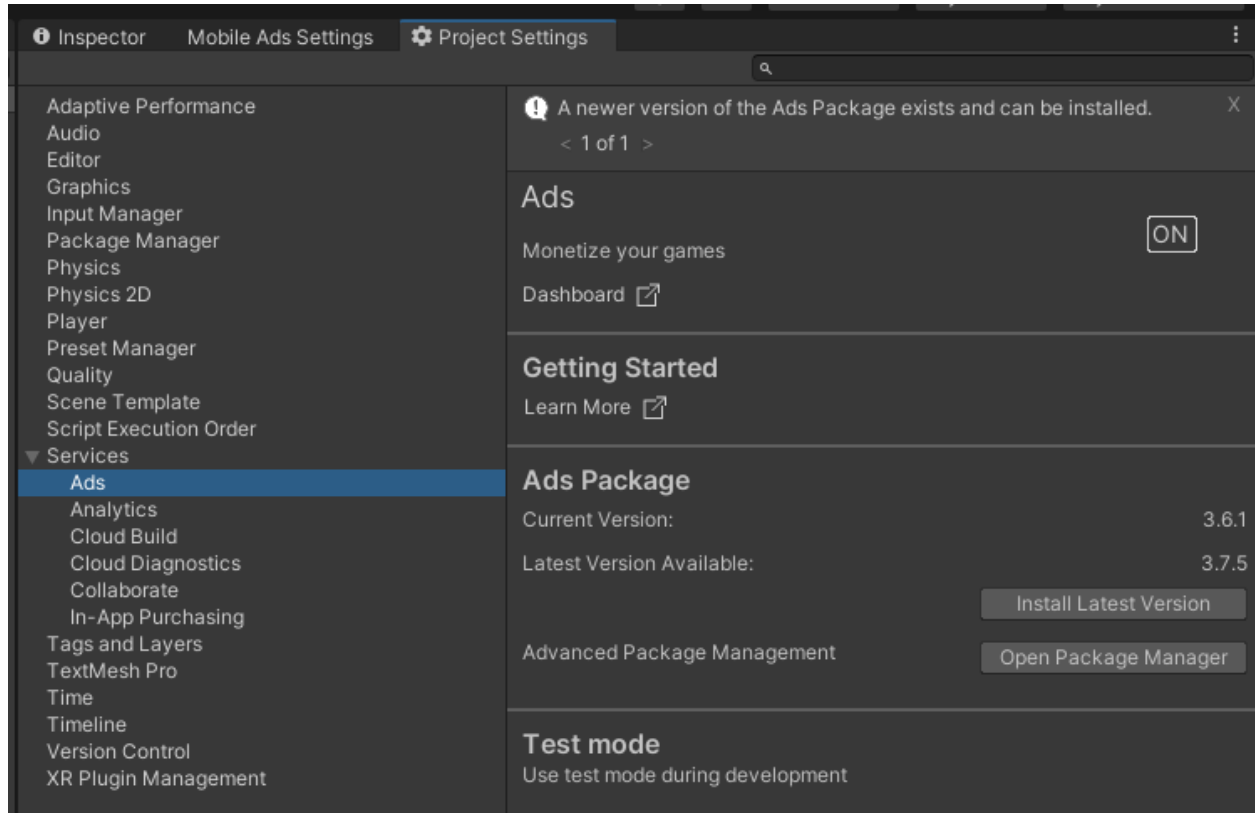 Inspector Mobile Ads Settings Project Settings
Adaptive Performance
Audio
Editor
Graphics
Input Manager
Package Manager
Physics
Physics 2D
Player
Preset Manager
Quality
Scene Template
Script Execution Order
Services
Ads
Analytics
Cloud Build
Cloud Diagnostics
Collaborate
In-App Purchasing
Tags and Layers
TextMesh Pro
Time
Timeline
Version Control
XR Plugin Management
A newer version of the Ads Package exists and can be installed. X
< 1 of 1 >
Ads
ON
Monetize your games
Dashboard
Getting Started
Learn More
Ads Package
Current Version: 3.6.1
Latest Version Available: 3.7.5
Install Latest Version
Advanced Package Management Open Package Manager
Test mode
Use test mode during development